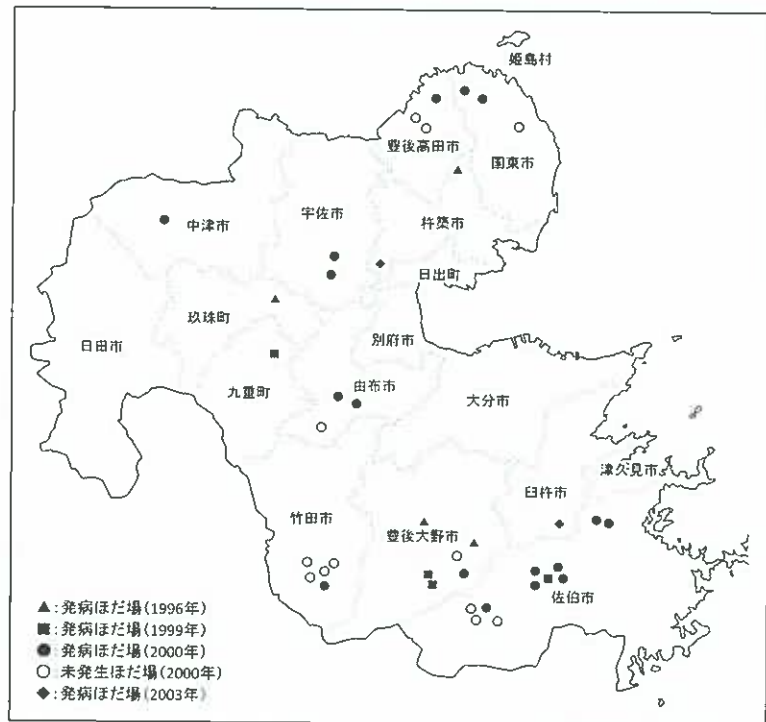 姫島村
豊後高田市
国東市
宇佐市
中津市
杵築市
日出町
玖珠町
別府市
日田市
九重町
由布市
大分市
津久見市
臼杵市
竹田市
豊後大野市
佐伯市
▲:発病ほだ場(1996年)
■:発病ほだ場(1999年)
●:発病ほだ場(2000年)
○:未発生ほだ場(2000年)
◆:発病ほだ場(2003年)